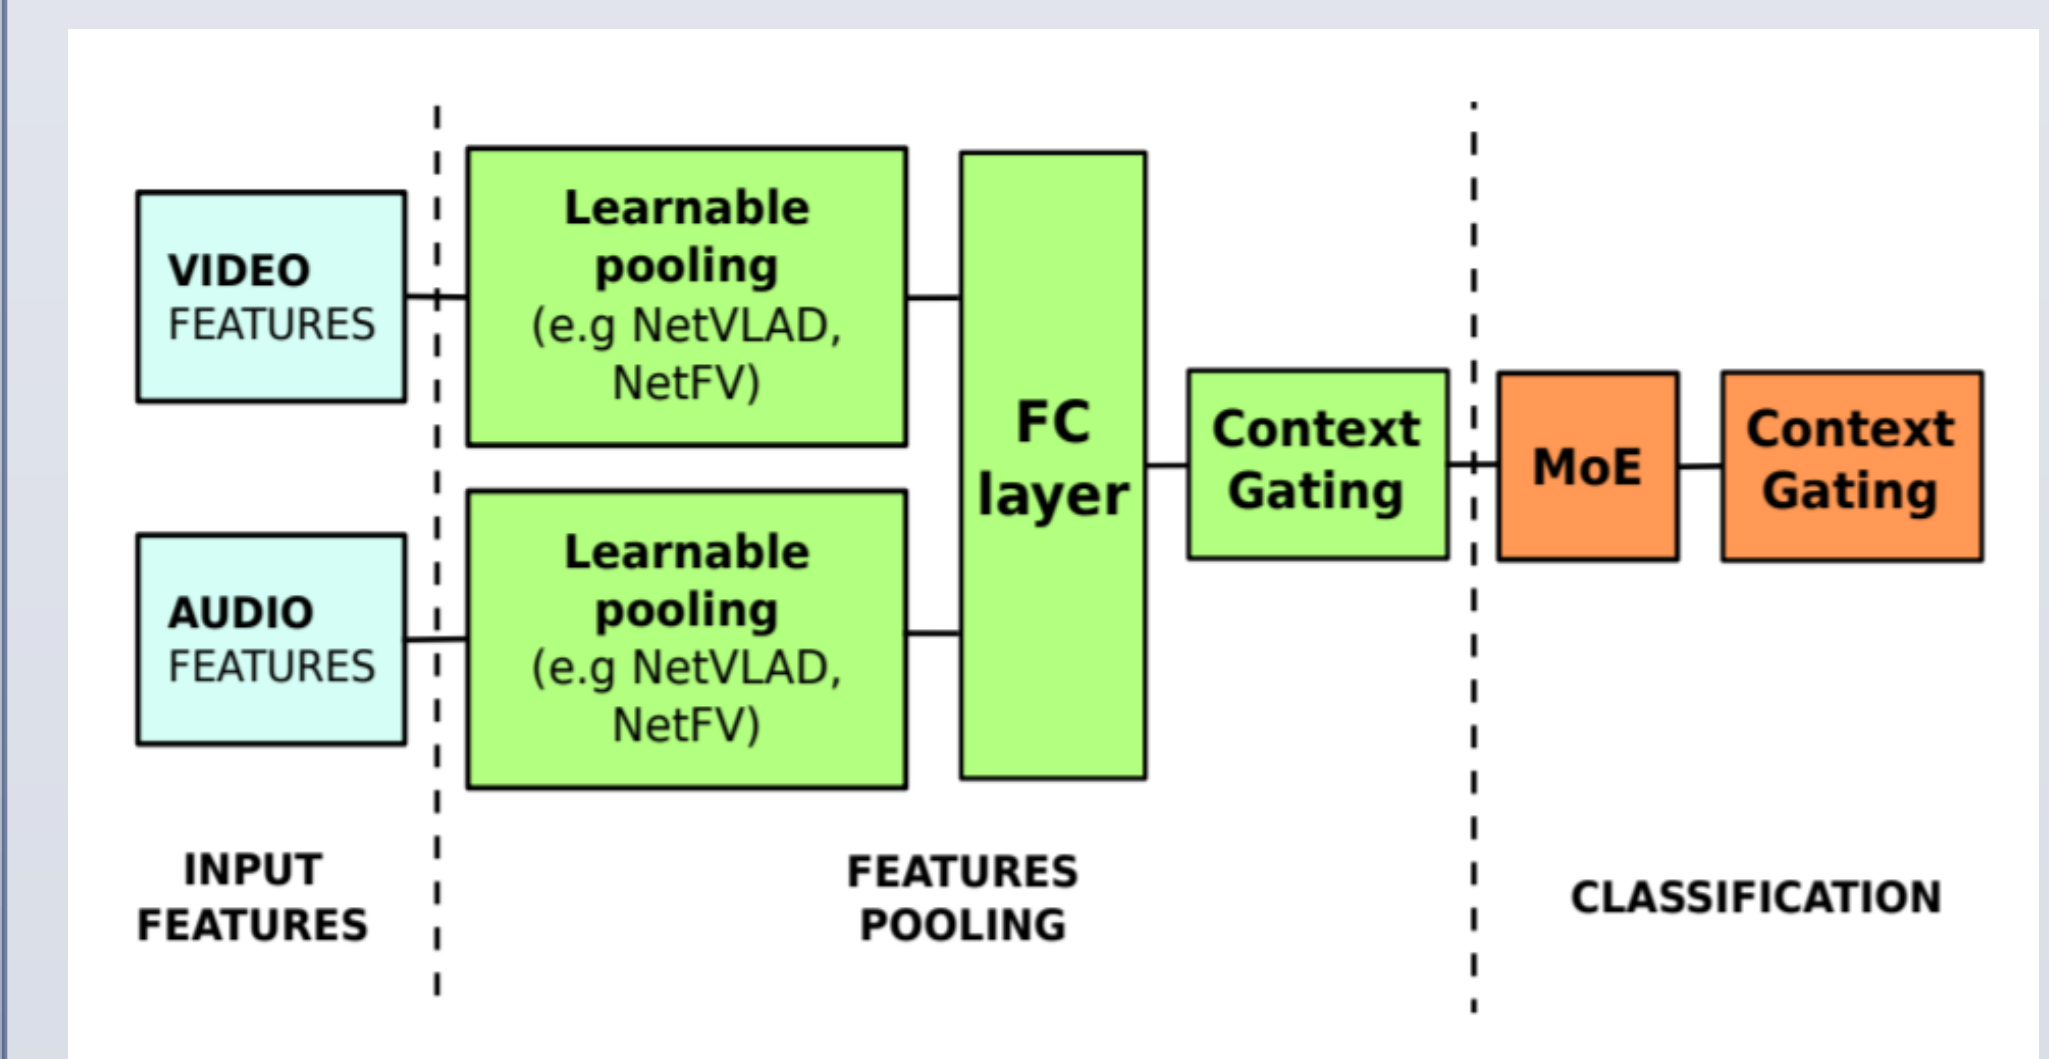 VIDEO
FEATURES
AUDIO
FEATURES
Learnable
pooling
(e.g NetVLAD,
NetFV)
Learnable
pooling
(e.g NetVLAD,
NetFV)
FC
layer
Context
Gating
MoE
Context
Gating
INPUT
FEATURES
FEATURES
POOLING
CLASSIFICATION